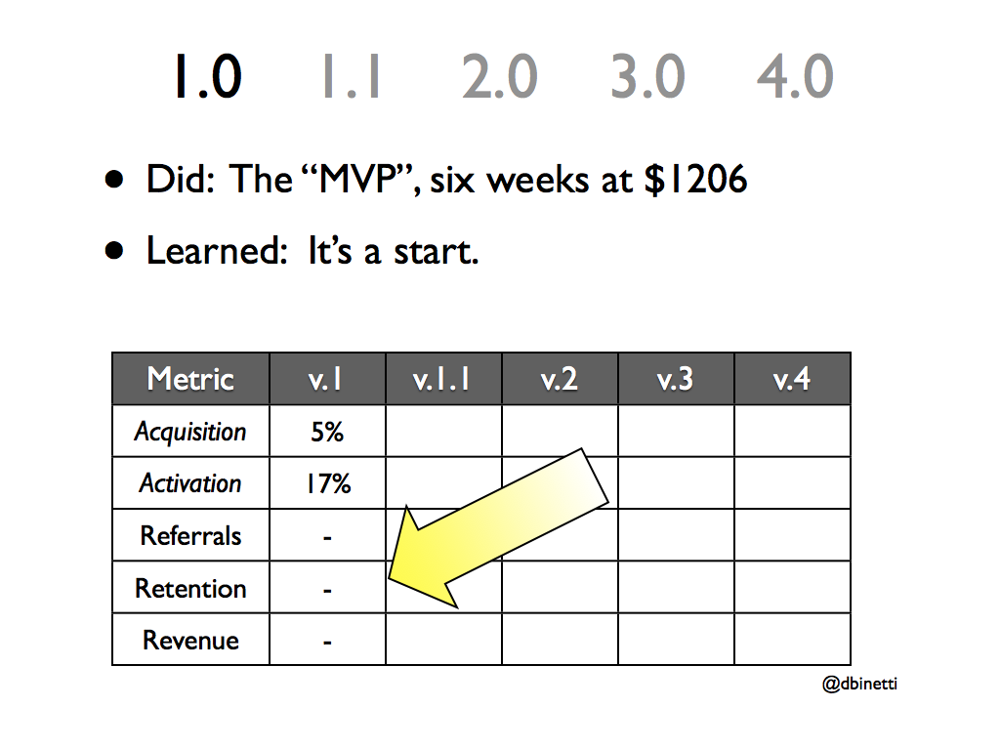 1.0 1.1 2.0 3.0 4.0
• Did: The “MVP”, six weeks at $1206
• Learned: It’s a start.
Metric v.1 v.1.1 v.2 v.3 v.4
Acquisition 5%
Activation 17%
Referrals -
Retention -
Revenue -
@dbinetti